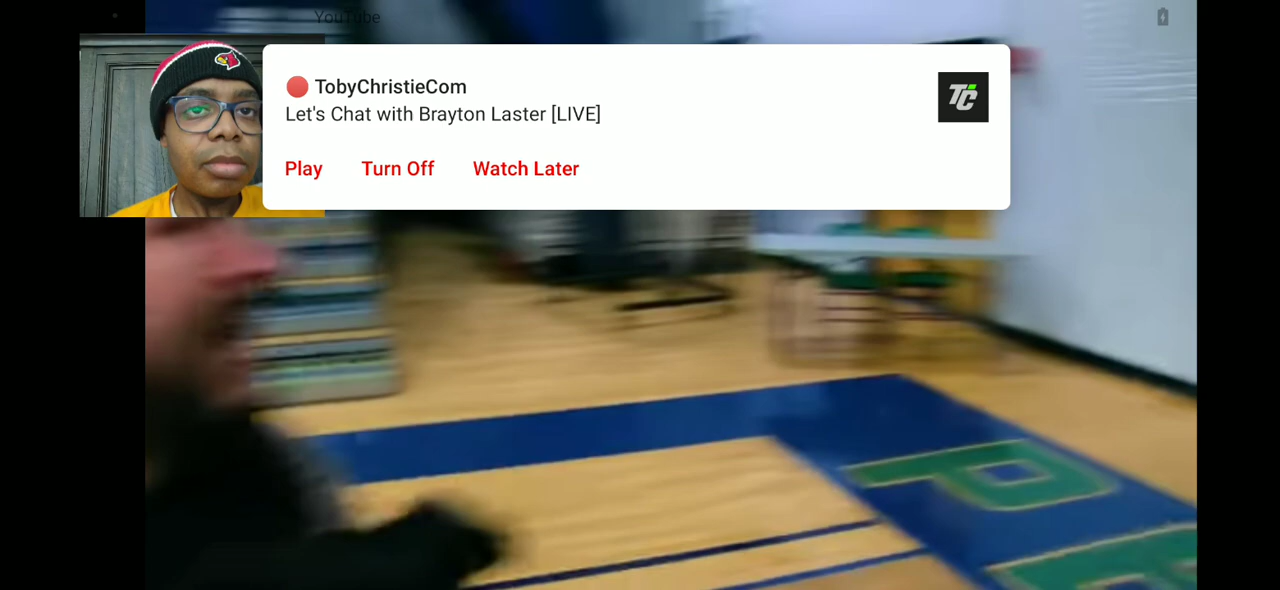 YouTube
TobyChristieCom
Let's Chat with Brayton Laster [LIVE]
TC
Play Turn Off Watch Later
P